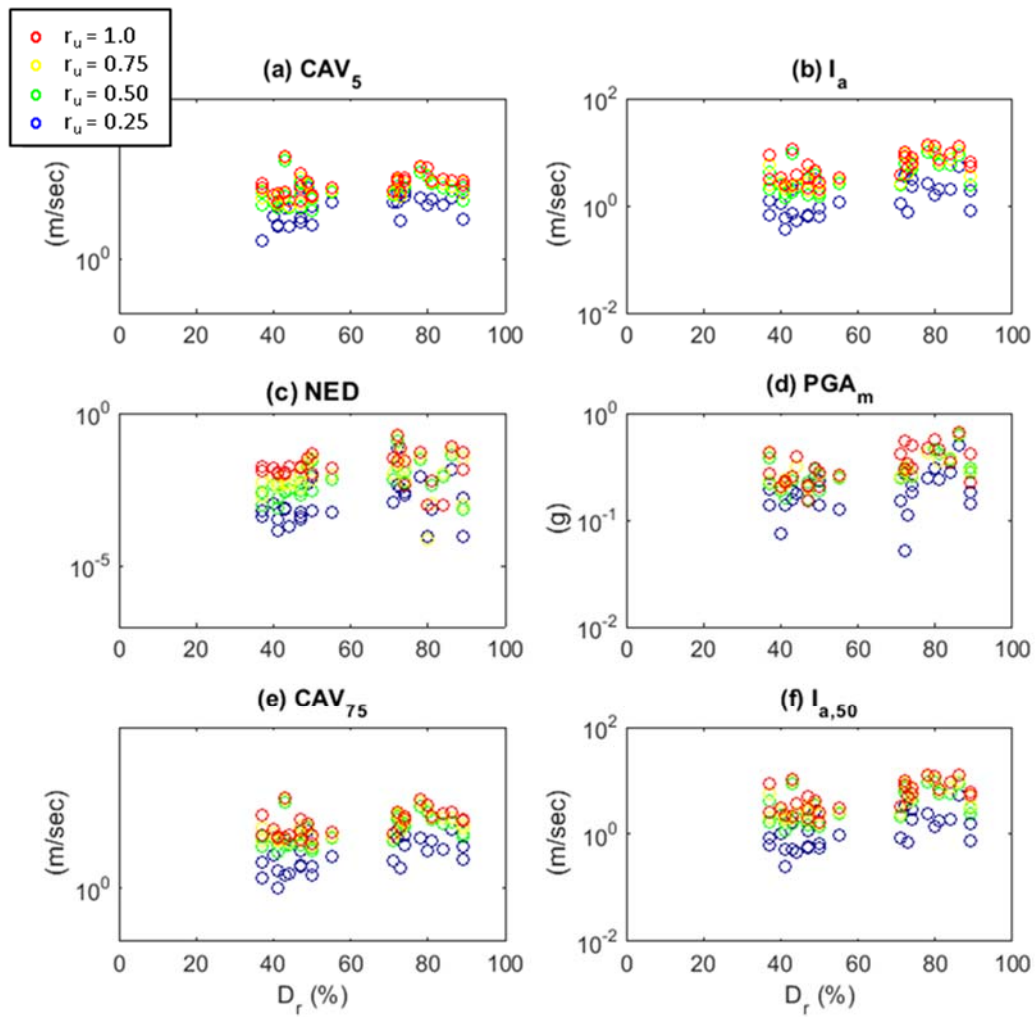 r_u = 1.0
r_u = 0.75
r_u = 0.50
r_u = 0.25
(a) CAV_5
(m/sec)
10^0
0 20 40 60 80 100
(b) I_a
(m/sec)
10^2
10^0
10^-2
0 20 40 60 80 100
(c) NED
10^0
10^-5
0 20 40 60 80 100
(d) PGA_m
(g)
10^0
10^-1
10^-2
0 20 40 60 80 100
(e) CAV_75
(m/sec)
10^0
0 20 40 60 80 100
D_r (%)
(f) I_a,50
(m/sec)
10^2
10^0
10^-2
0 20 40 60 80 100
D_r (%)